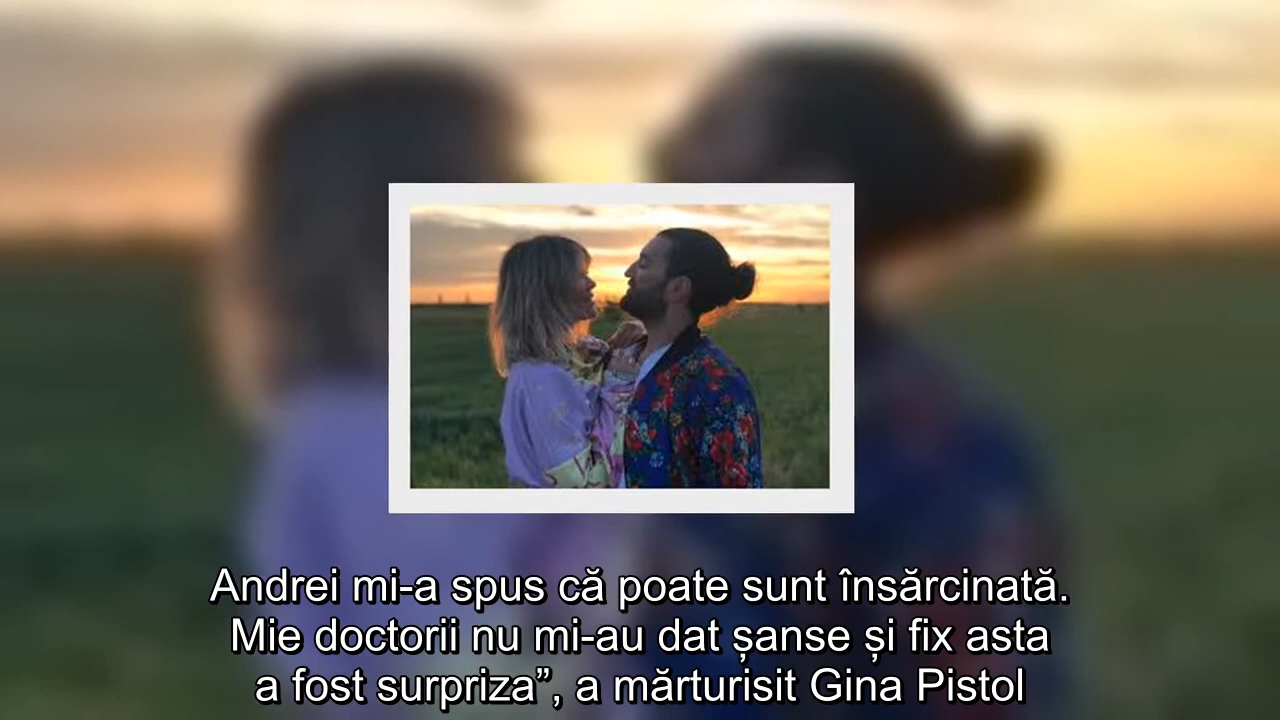 Andrei mi-a spus că poate sunt însărcinată.
Mie doctorii nu mi-au dat șanse și fix asta
a fost surpriza”, a mărturisit Gina Pistol